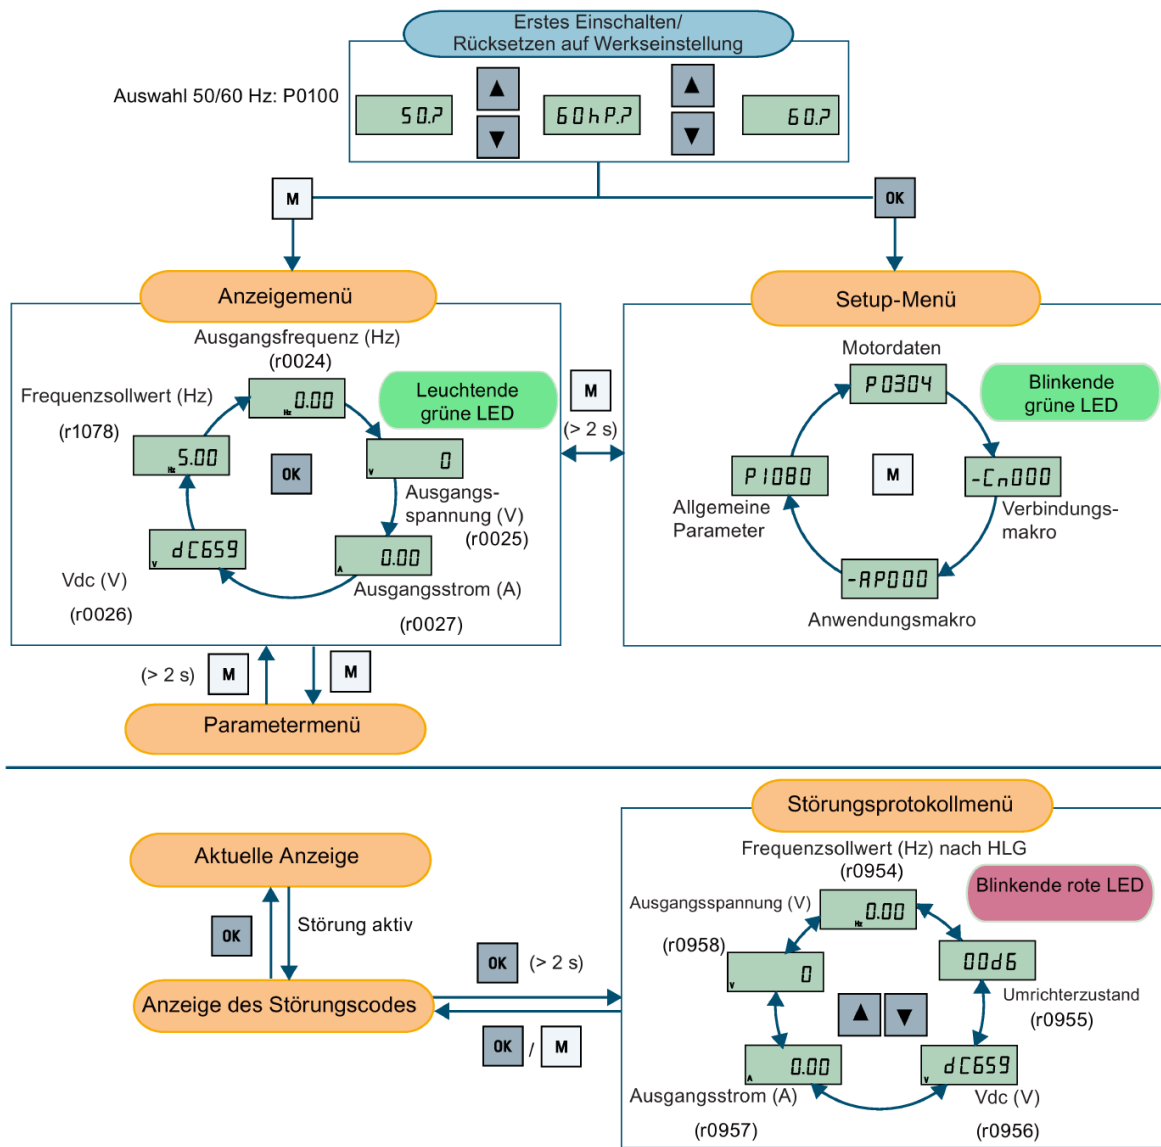 Erstes Einschalten/
Rücksetzen auf Werkseinstellung
Auswahl 50/60 Hz: P0100
50.?
60hP.?
60.?
M
OK
Anzeigemenü
Ausgangsfrequenz (Hz)
(r0024)
Hz 0.00
Leuchtende
grüne LED
Frequenzsollwert (Hz)
(r1078)
Hz 5.00
OK
V 0
Ausgangs-
spannung (V)
(r0025)
dC659
V
Vdc (V)
(r0026)
A 0.00
Ausgangsstrom (A)
(r0027)
M
(> 2 s)
Setup-Menü
Motordaten
P0304
Blinkende
grüne LED
P1080
Allgemeine
Parameter
M
-Cn000
Verbindungs-
makro
-AP000
Anwendungsmakro
(> 2 s)
M
M
Parametermenü
Aktuelle Anzeige
OK
Störung aktiv
Anzeige des Störungscodes
OK
(> 2 s)
OK
/
M
Störungsprotokollmenü
Frequenzsollwert (Hz) nach HLG
(r0954)
Hz 0.00
Blinkende rote LED
Ausgangsspannung (V)
(r0958)
V 0
00d6
Umrichterzustand
(r0955)
A 0.00
Ausgangsstrom (A)
(r0957)
V dC659
Vdc (V)
(r0956)